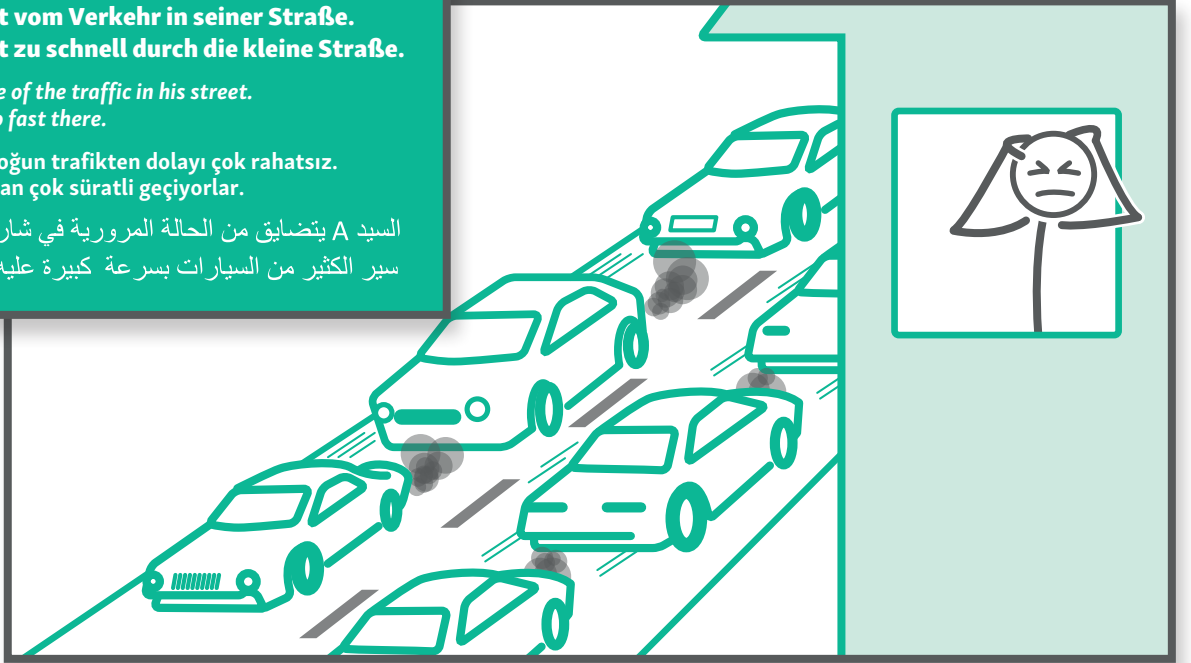 t vom Verkehr in seiner Straße.
t zu schnell durch die kleine Straße.
e of the traffic in his street.
o fast there.
oğun trafikten dolayı çok rahatsız.
an çok süratli geçiyorlar.
السيد A يتضايق من الحالة المرورية في شار
سير الكثير من السيارات بسرعة كبيرة عليه